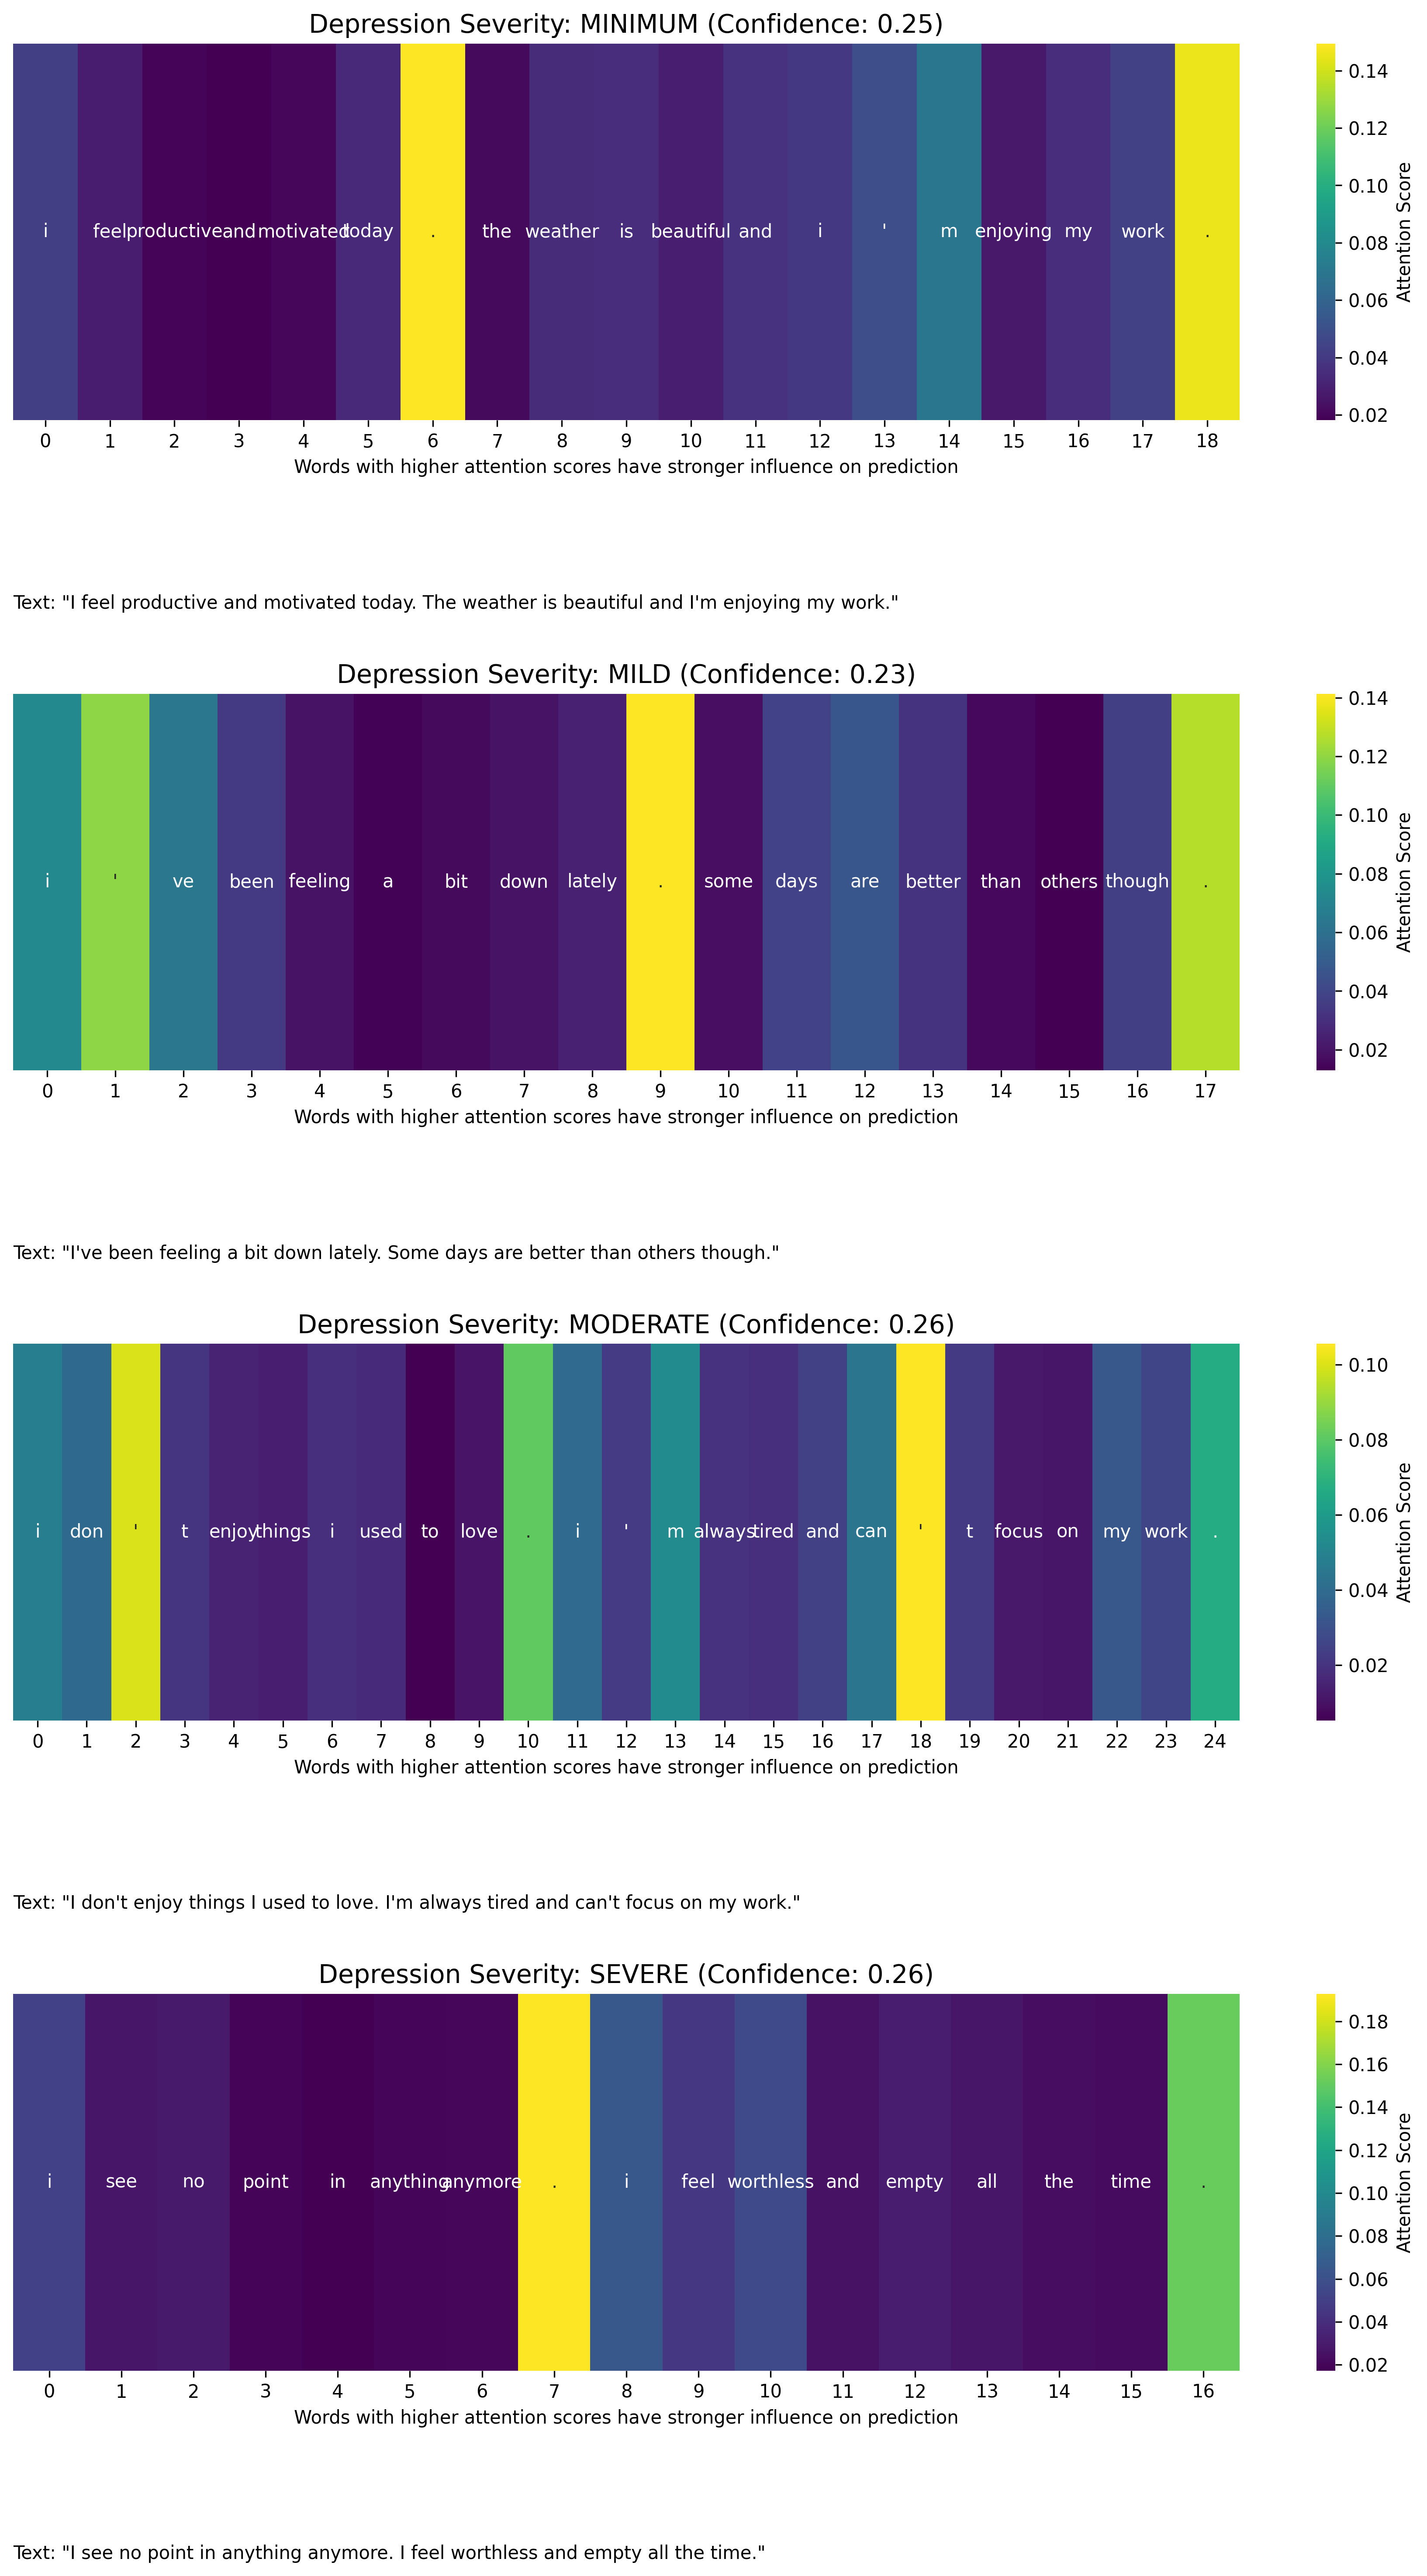 Depression Severity: MINIMUM (Confidence: 0.25)
i feel productive and motivated today . the weather is beautiful and i ' m enjoying my work .
0 1 2 3 4 5 6 7 8 9 10 11 12 13 14 15 16 17 18
Words with higher attention scores have stronger influence on prediction
0.14
0.12
0.10
0.08
0.06
0.04
0.02
Attention Score
Text: "I feel productive and motivated today. The weather is beautiful and I'm enjoying my work."
Depression Severity: MILD (Confidence: 0.23)
i ' ve been feeling a bit down lately . some days are better than others though .
0 1 2 3 4 5 6 7 8 9 10 11 12 13 14 15 16 17
Words with higher attention scores have stronger influence on prediction
0.14
0.12
0.10
0.08
0.06
0.04
0.02
Attention Score
Text: "I've been feeling a bit down lately. Some days are better than others though."
Depression Severity: MODERATE (Confidence: 0.26)
i don ' t enjoy things i used to love . i ' m always tired and can ' t focus on my work .
0 1 2 3 4 5 6 7 8 9 10 11 12 13 14 15 16 17 18 19 20 21 22 23 24
Words with higher attention scores have stronger influence on prediction
0.10
0.08
0.06
0.04
0.02
Attention Score
Text: "I don't enjoy things I used to love. I'm always tired and can't focus on my work."
Depression Severity: SEVERE (Confidence: 0.26)
i see no point in anything anymore . i feel worthless and empty all the time .
0 1 2 3 4 5 6 7 8 9 10 11 12 13 14 15 16
Words with higher attention scores have stronger influence on prediction
0.18
0.16
0.14
0.12
0.10
0.08
0.06
0.04
0.02
Attention Score
Text: "I see no point in anything anymore. I feel worthless and empty all the time."